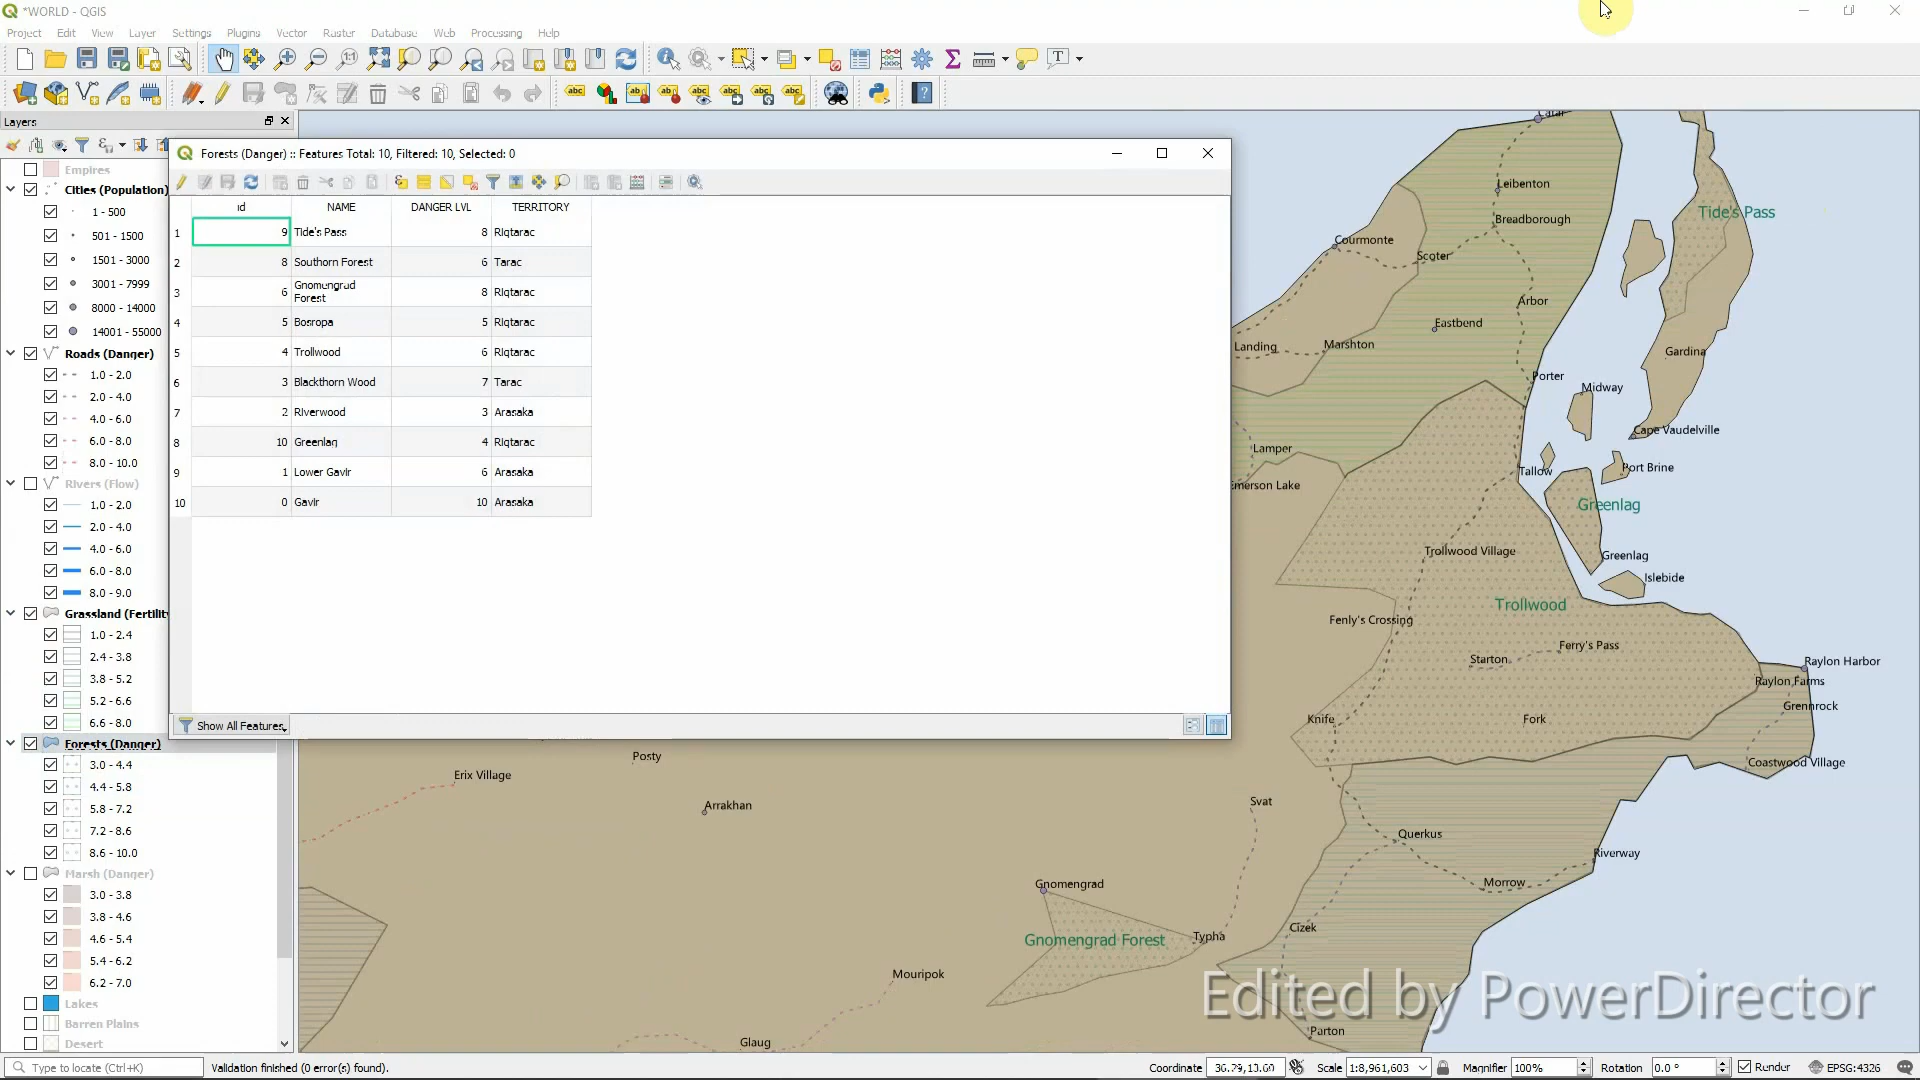 *WORLD - QGIS
Project Edit View Layer Settings Plugins Vector Raster Database Web Processing Help
Layers
Empires
Cities (Population)
1 - 500
501 - 1500
1501 - 3000
3001 - 7999
8000 - 14000
14001 - 55000
Roads (Danger)
1.0 - 2.0
2.0 - 4.0
4.0 - 6.0
6.0 - 8.0
8.0 - 10.0
Rivers (Flow)
1.0 - 2.0
2.0 - 4.0
4.0 - 6.0
6.0 - 8.0
8.0 - 9.0
Grassland (Fertility
1.0 - 2.4
2.4 - 3.8
3.8 - 5.2
5.2 - 6.6
6.6 - 8.0
Forests (Danger)
3.0 - 4.4
4.4 - 5.8
5.8 - 7.2
7.2 - 8.6
8.6 - 10.0
Marsh (Danger)
3.0 - 3.8
3.8 - 4.6
4.6 - 5.4
5.4 - 6.2
6.2 - 7.0
Lakes
Barren Plains
Desert
Forests (Danger) :: Features Total: 10, Filtered: 10, Selected: 0
id NAME DANGER LVL TERRITORY
1 9 Tide's Pass 8 Riqtarac
2 8 Southorn Forest 6 Tarac
3 6 Gnomengrad Forest 8 Riqtarac
4 5 Bosropa 5 Riqtarac
5 4 Trollwood 6 Riqtarac
6 3 Blackthorn Wood 7 Tarac
7 2 Riverwood 3 Arasaka
8 10 Greenlag 4 Riqtarac
9 1 Lower Gavir 6 Arasaka
10 0 Gavir 10 Arasaka
Show All Features
Leibenton
Tide's Pass
Breadborough
Courmonte
Scoter
Arbor
Eastbend
Landing
Marshton
Gardina
Porter
Midway
Cape Vaudelville
Lamper
Tallow
Port Brine
Emerson Lake
Greenlag
Trollwood Village
Greenlag
Islebide
Trollwood
Fenly's Crossing
Ferry's Pass
Starton
Raylon Harbor
Raylon Farms
Grennrock
Knife
Fork
Coastwood Village
Posty
Erix Village
Arrakhan
Svat
Querkus
Riverway
Gnomengrad
Morrow
Cizek
Gnomengrad Forest
Typha
Mouripok
Parton
Glaug
Edited by PowerDirector
Type to locate (Ctrl+K) Validation finished (0 error(s) found). Coordinate 36.79,13.60 Scale 1:8,961,603 Magnifier 100% Rotation 0.0 ° Render EPSG:4326